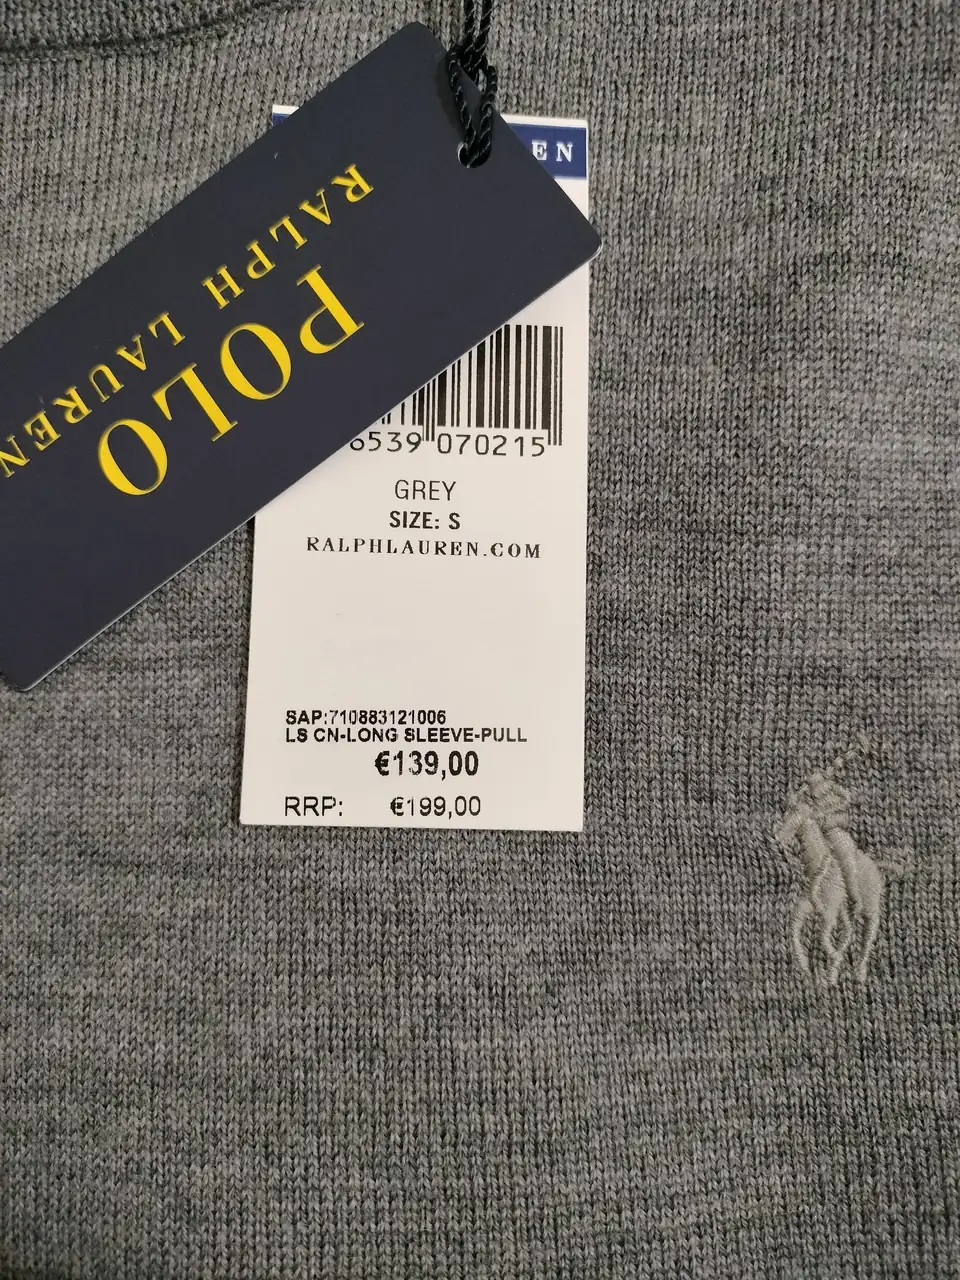 POLO
RALPH LAUREN
EN
6539 070215
GREY
SIZE: S
RALPHLAUREN.COM
SAP:710883121006
LS CN-LONG SLEEVE-PULL
€139,00
RRP: €199,00